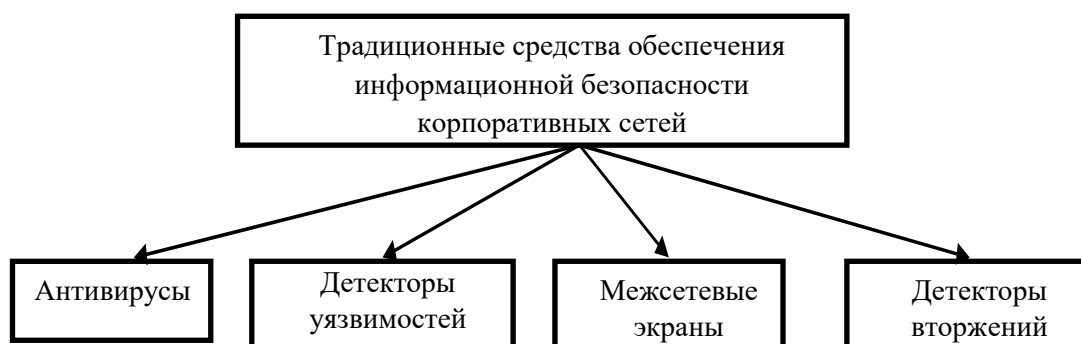 Традиционные средства обеспечения
информационной безопасности
корпоративных сетей
Антивирусы
Детекторы
уязвимостей
Межсетевые
экраны
Детекторы
вторжений